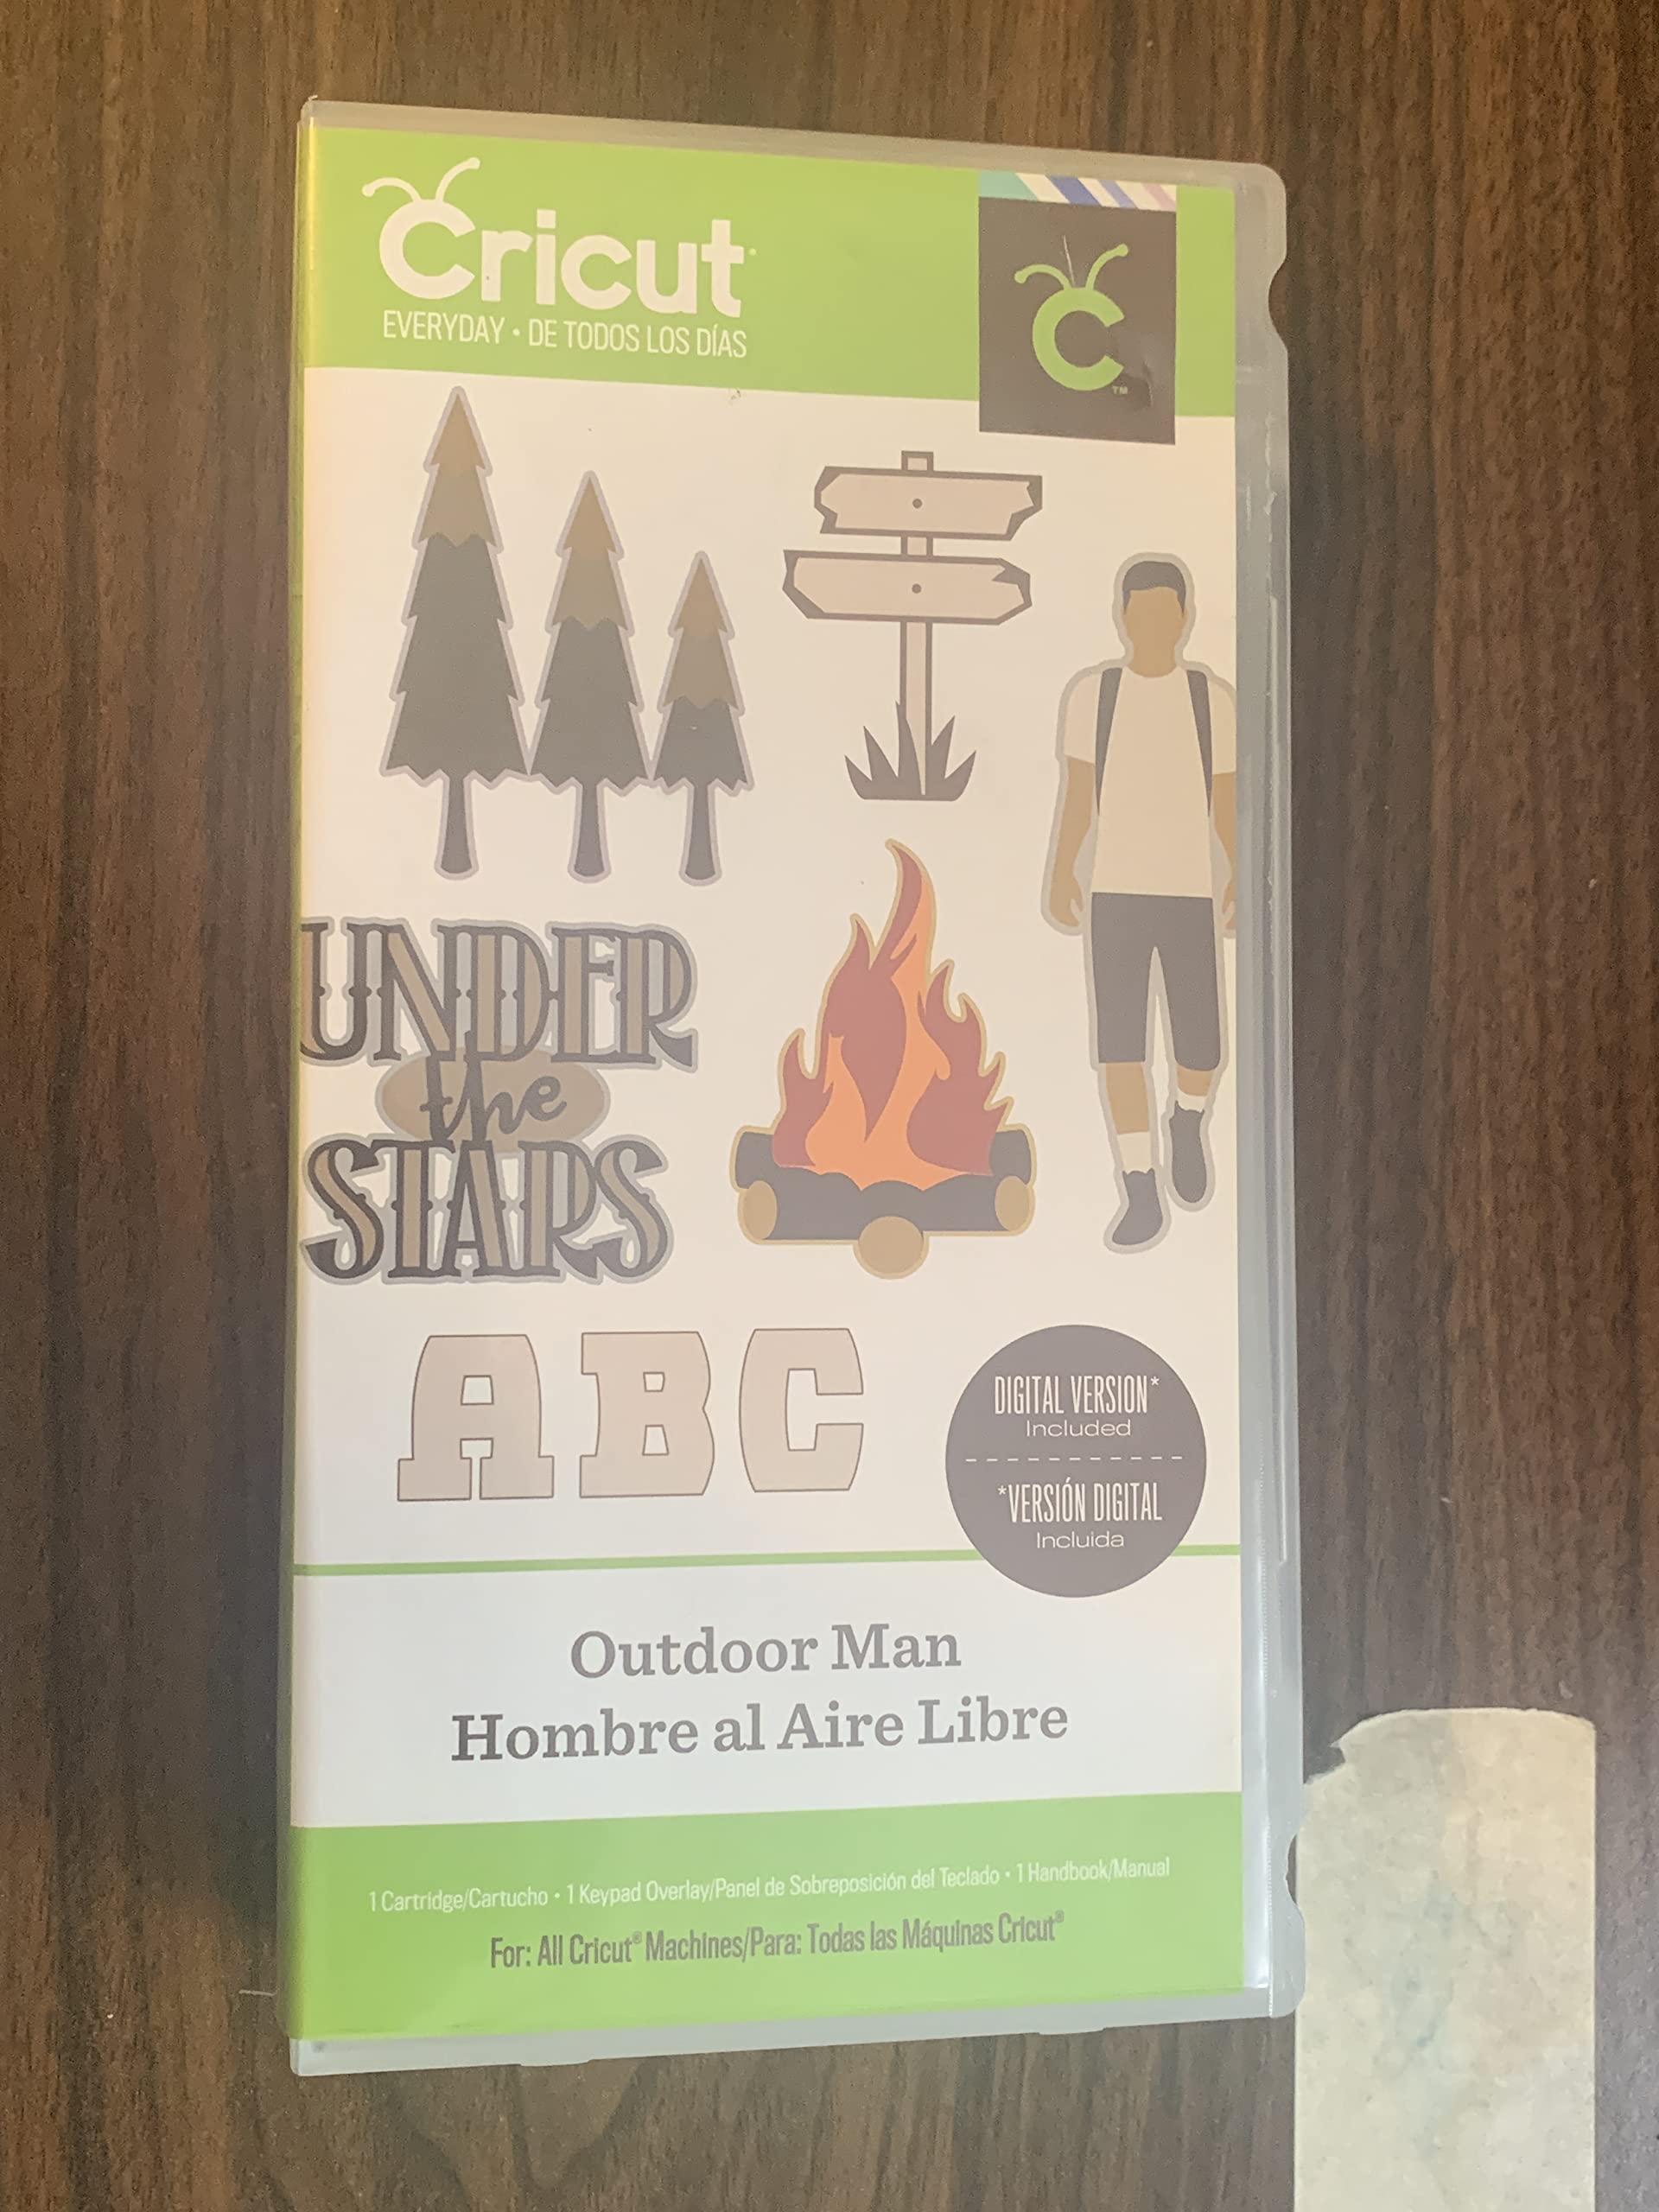 Cricut
EVERYDAY • DE TODOS LOS DÍAS
C™
UNDER
the
STARS
ABC
DIGITAL VERSION*
Included
*VERSIÓN DIGITAL
Incluida
Outdoor Man
Hombre al Aire Libre
1 Cartridge/Cartucho • 1 Keypad Overlay/Panel de Sobreposición del Teclado • 1 Handbook/Manual
For: All Cricut® Machines/Para: Todas las Máquinas Cricut®